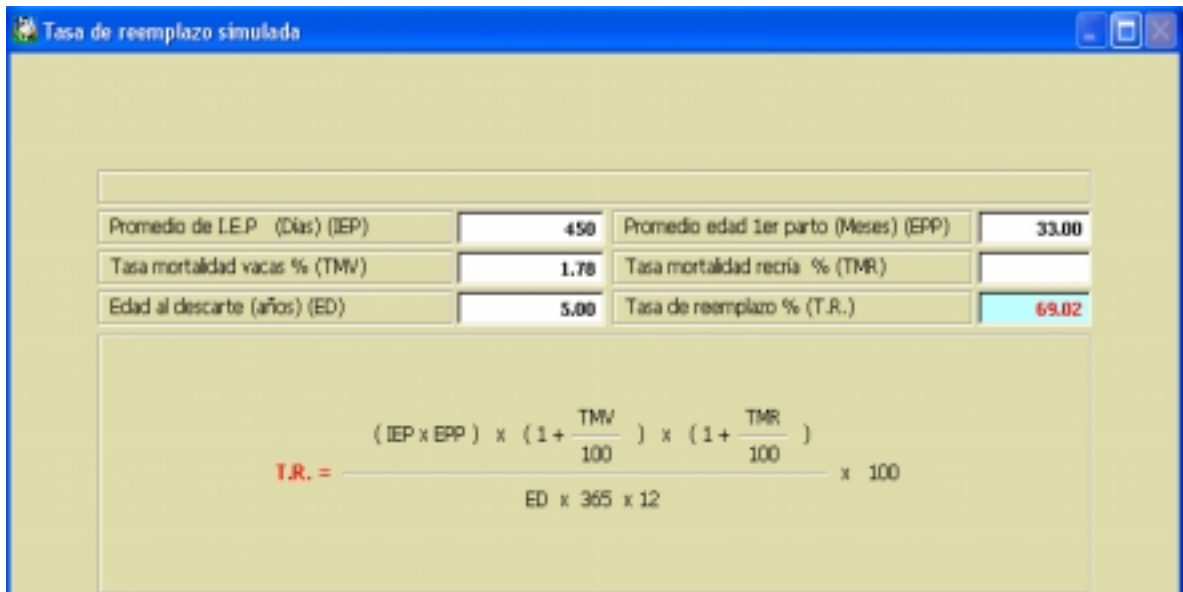 Tasa de reemplazo simulada
Promedio de I.E.P (Días) (IEP) 450 Promedio edad 1er parto (Meses) (EPP) 33.00
Tasa mortalidad vacas % (TMV) 1.78 Tasa mortalidad recría % (TMR)
Edad al descarte (años) (ED) 5.00 Tasa de reemplazo % (T.R.) 69.02
TMV TMR
( IEP x EPP ) x ( 1 + ) x ( 1 + )
100 100
T.R. = x 100
ED x 365 x 12